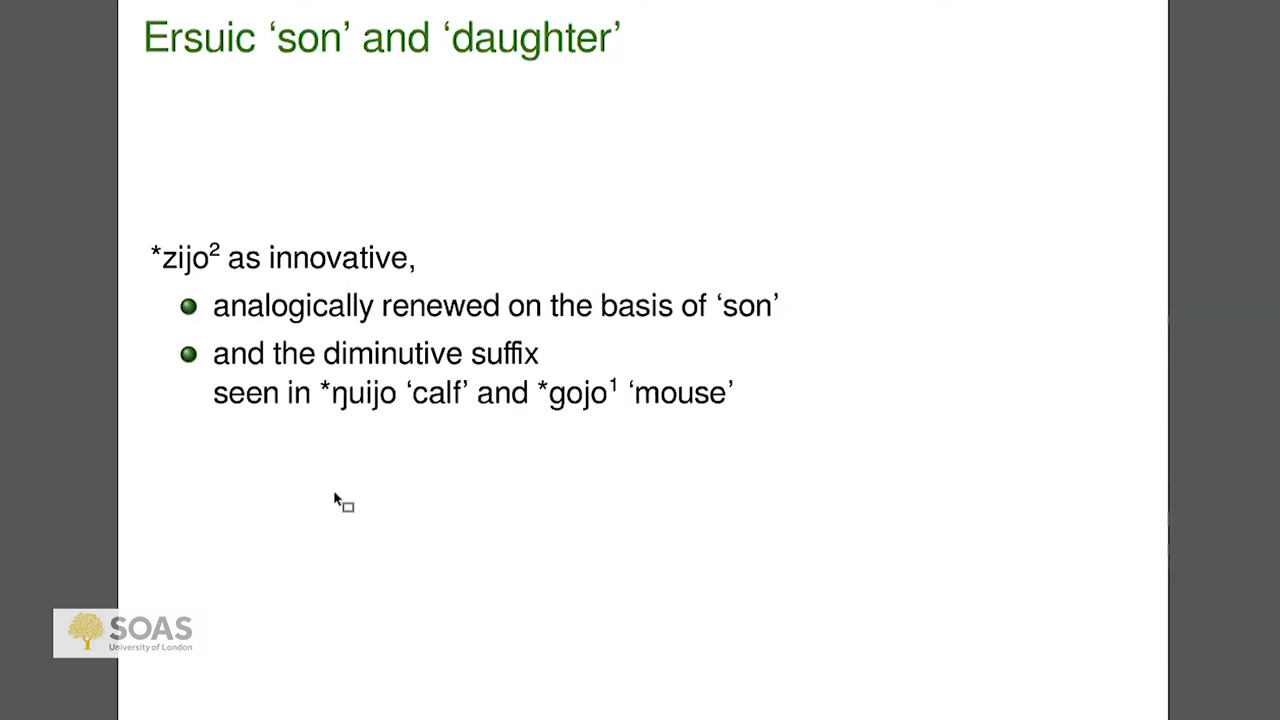 Ersuic ‘son’ and ‘daughter’
*zijo² as innovative,
analogically renewed on the basis of ‘son’
and the diminutive suffix
seen in *ŋuijo ‘calf’ and *gojo¹ ‘mouse’
SOAS
University of London